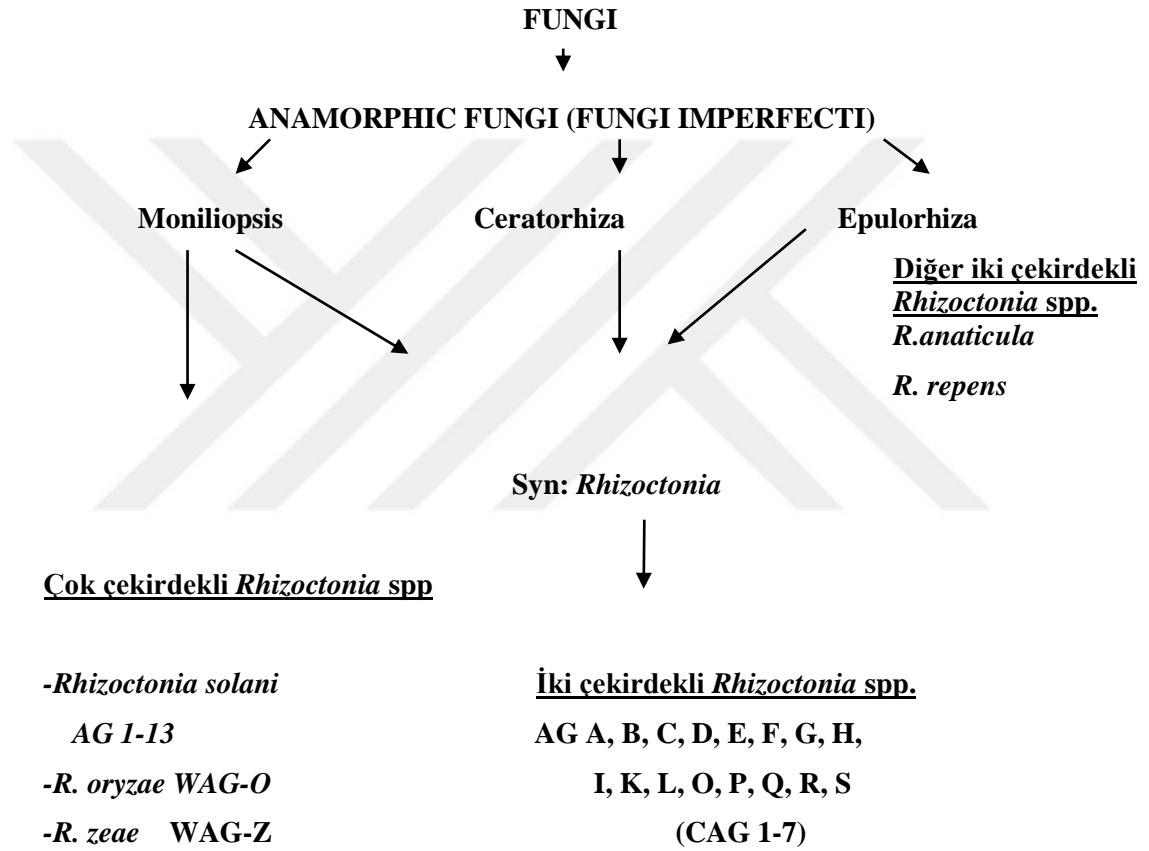 FUNGI
ANAMORPHIC FUNGI (FUNGI IMPERFECTI)
Moniliopsis
Ceratorhiza
Epulorhiza
Diğer iki çekirdekli
Rhizoctonia spp.
R.anaticula
R. repens
Syn: Rhizoctonia
Çok çekirdekli Rhizoctonia spp
-Rhizoctonia solani
AG 1-13
-R. oryzae WAG-O
-R. zeae WAG-Z
İki çekirdekli Rhizoctonia spp.
AG A, B, C, D, E, F, G, H,
I, K, L, O, P, Q, R, S
(CAG 1-7)